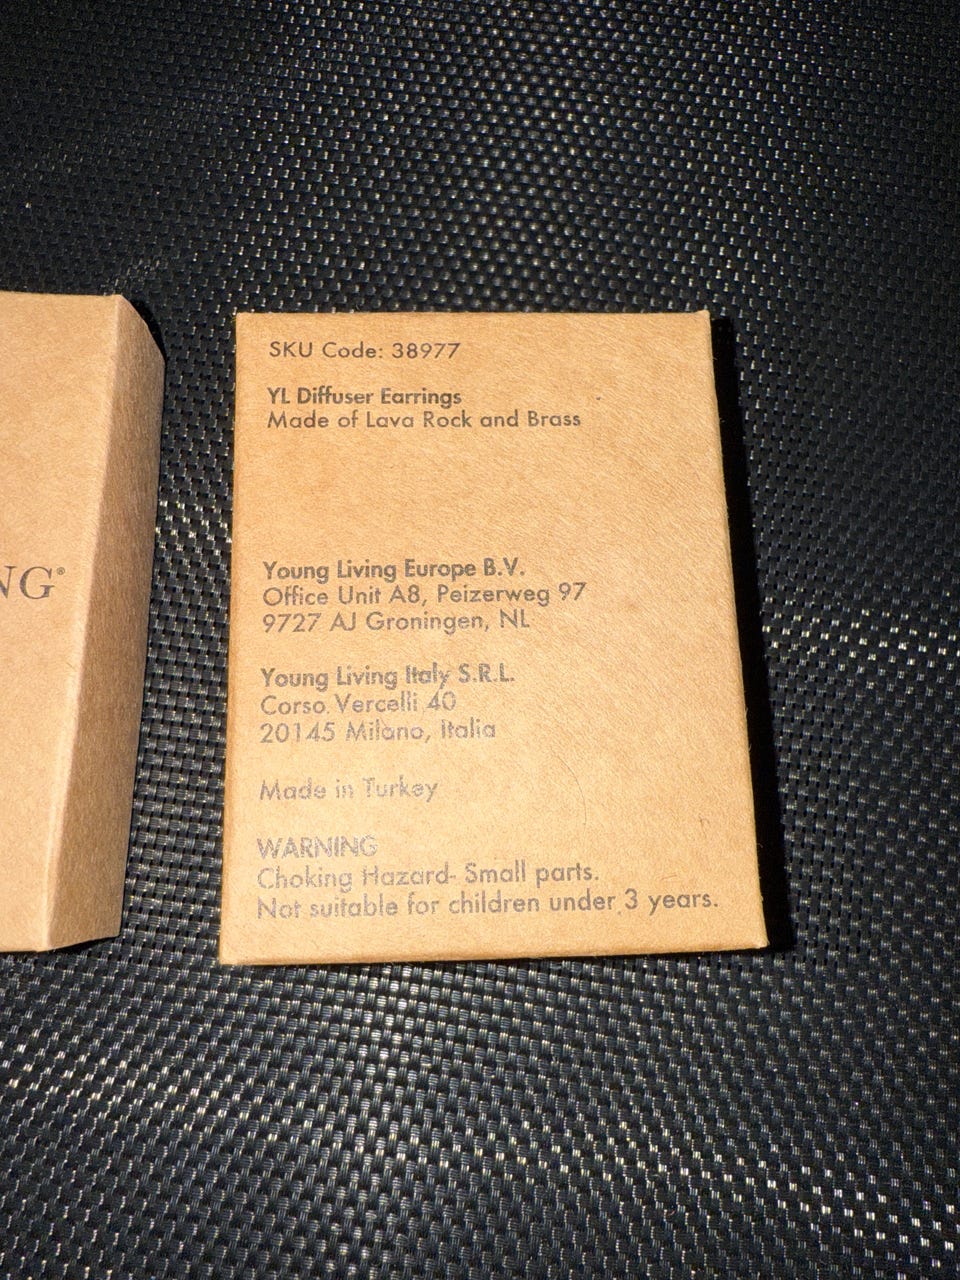 NG®
SKU Code: 38977
YL Diffuser Earrings
Made of Lava Rock and Brass
Young Living Europe B.V.
Office Unit A8, Peizerweg 97
9727 AJ Groningen, NL
Young Living Italy S.R.L.
Corso Vercelli 40
20145 Milano, Italia
Made in Turkey
WARNING
Choking Hazard- Small parts.
Not suitable for children under 3 years.